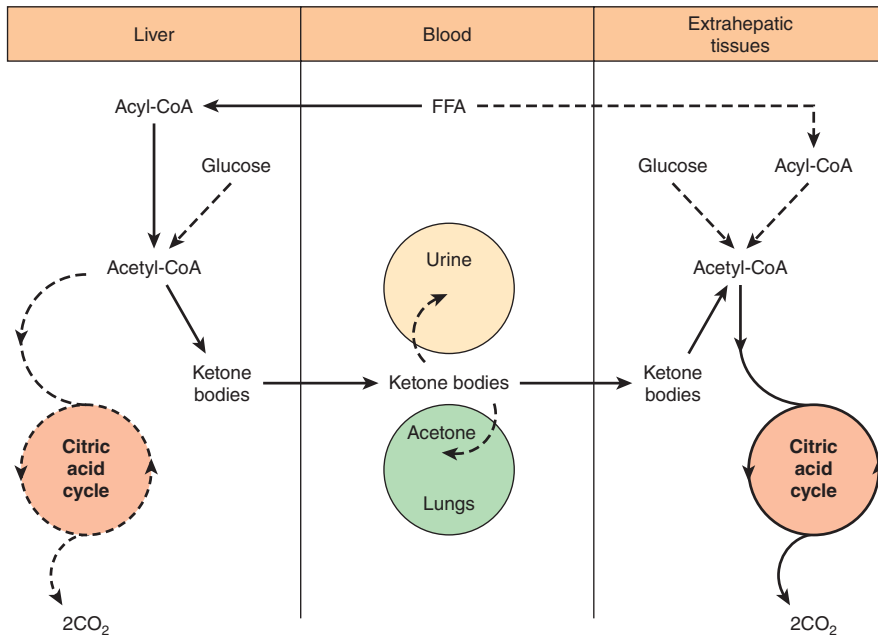 Liver
Blood
Extrahepatic
tissues
Acyl-CoA
FFA
Glucose
Glucose
Acyl-CoA
Acetyl-CoA
Urine
Acetyl-CoA
Ketone
bodies
Ketone bodies
Ketone
bodies
Citric
acid
cycle
Acetone
Lungs
Citric
acid
cycle
2CO₂
2CO₂